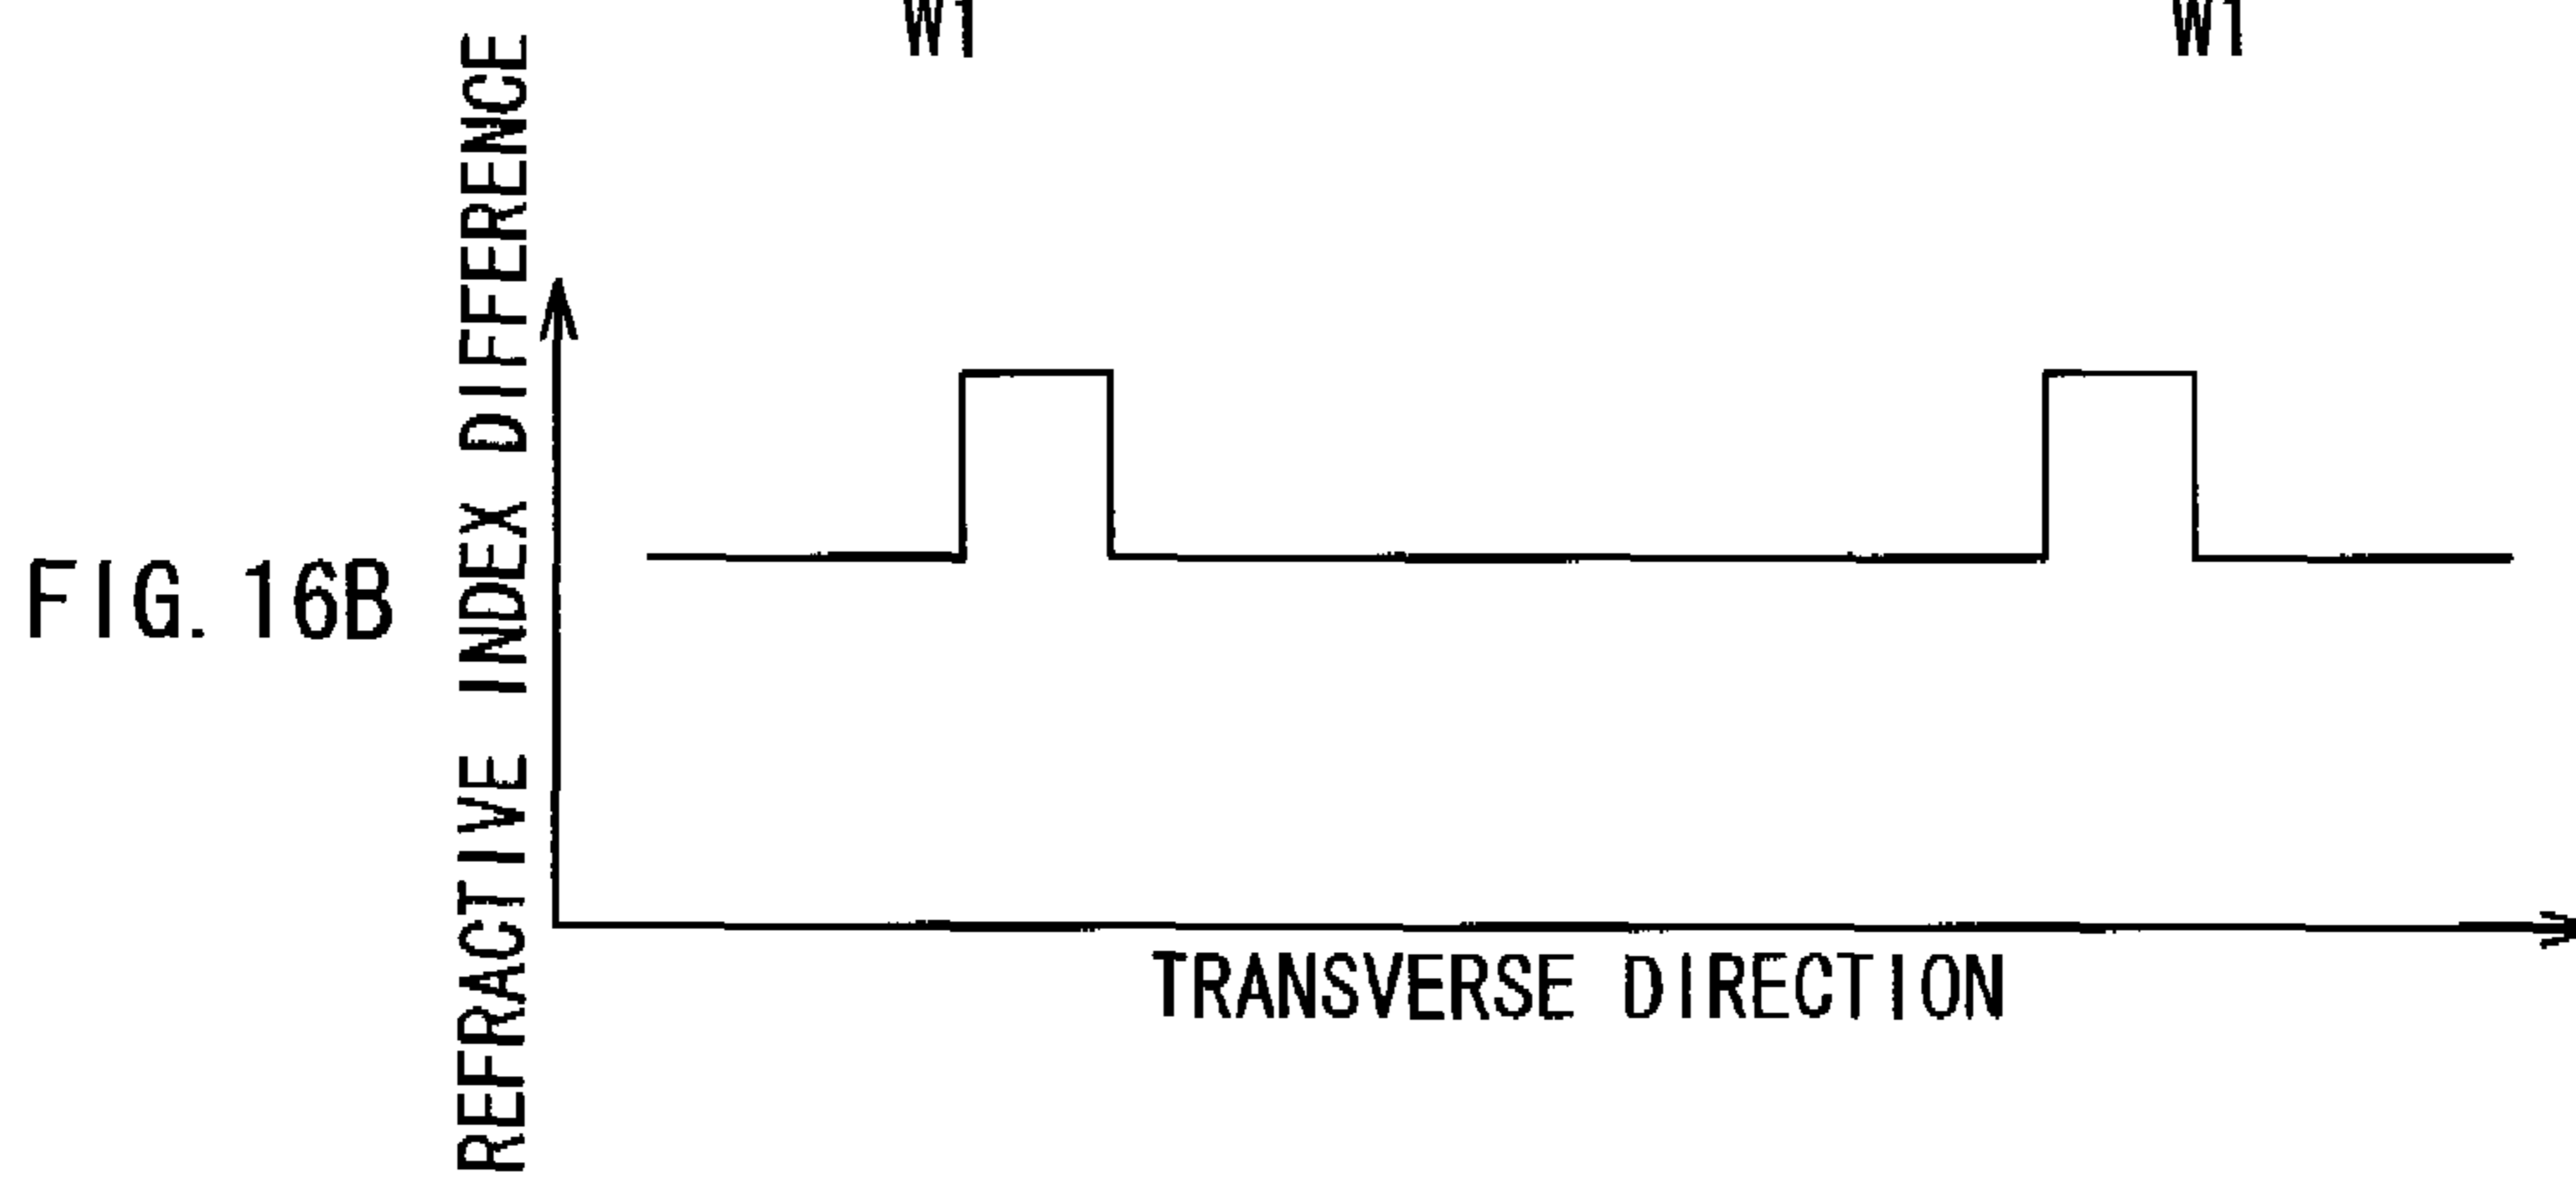 W1 W1
REFRACTIVE INDEX DIFFERENCE
FIG. 16B
TRANSVERSE DIRECTION